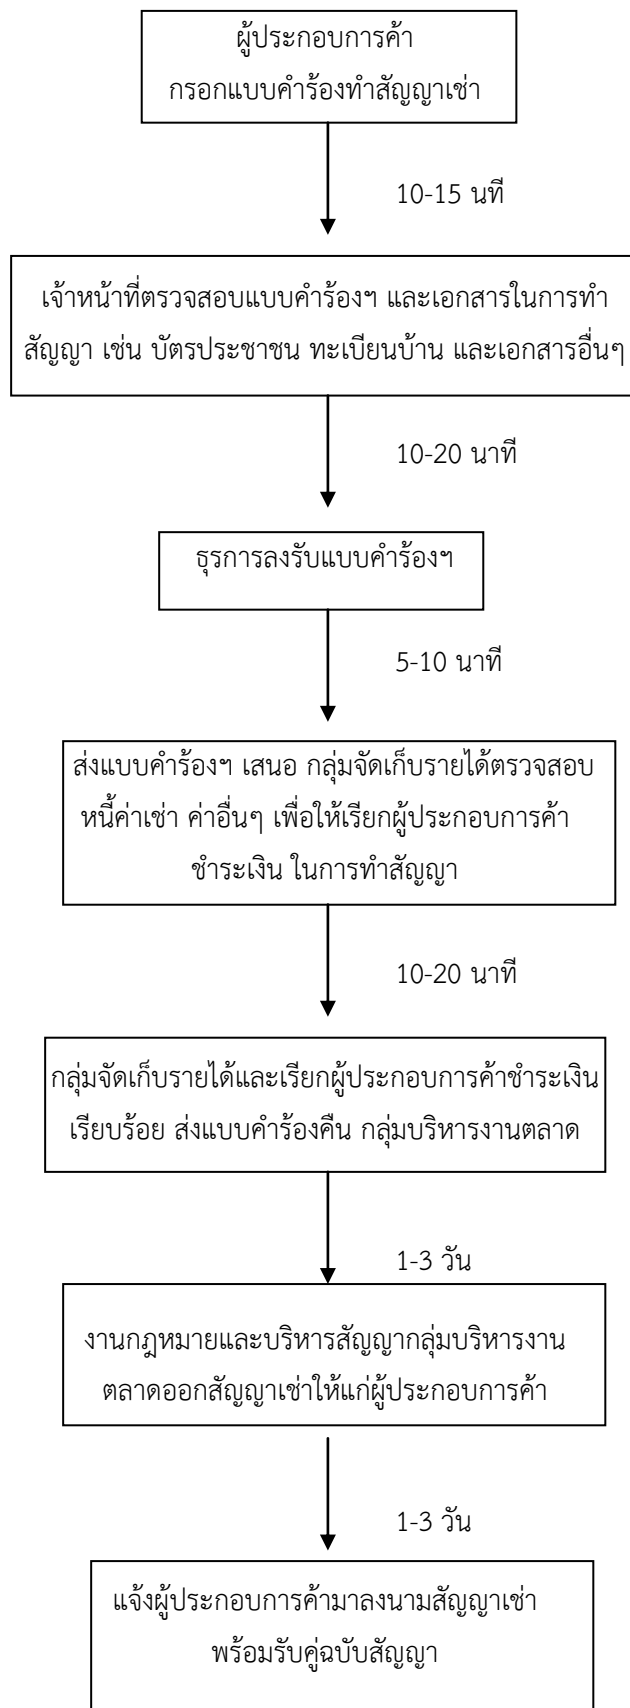 ผู้ประกอบการค้า
กรอกแบบคำร้องทำสัญญาเช่า
10-15 นที
เจ้าหน้าที่ตรวจสอบแบบคำร้องฯ และเอกสารในการทำ
สัญญา เช่น บัตรประชาชน ทะเบียนบ้าน และเอกสารอื่นๆ
10-20 นาที
ธุรการลงรับแบบคำร้องฯ
5-10 นาที
ส่งแบบคำร้องฯ เสนอ กลุ่มจัดเก็บรายได้ตรวจสอบ
หนี้ค่าเช่า ค่าอื่นๆ เพื่อให้เรียกผู้ประกอบการค้า
ชำระเงิน ในการทำสัญญา
10-20 นาที
กลุ่มจัดเก็บรายได้และเรียกผู้ประกอบการค้าชำระเงิน
เรียบร้อย ส่งแบบคำร้องคืน กลุ่มบริหารงานตลาด
1-3 วัน
งานกฎหมายและบริหารสัญญากลุ่มบริหารงาน
ตลาดออกสัญญาเช่าให้แก่ผู้ประกอบการค้า
1-3 วัน
แจ้งผู้ประกอบการค้ามาลงนามสัญญาเช่า
พร้อมรับคู่ฉบับสัญญา